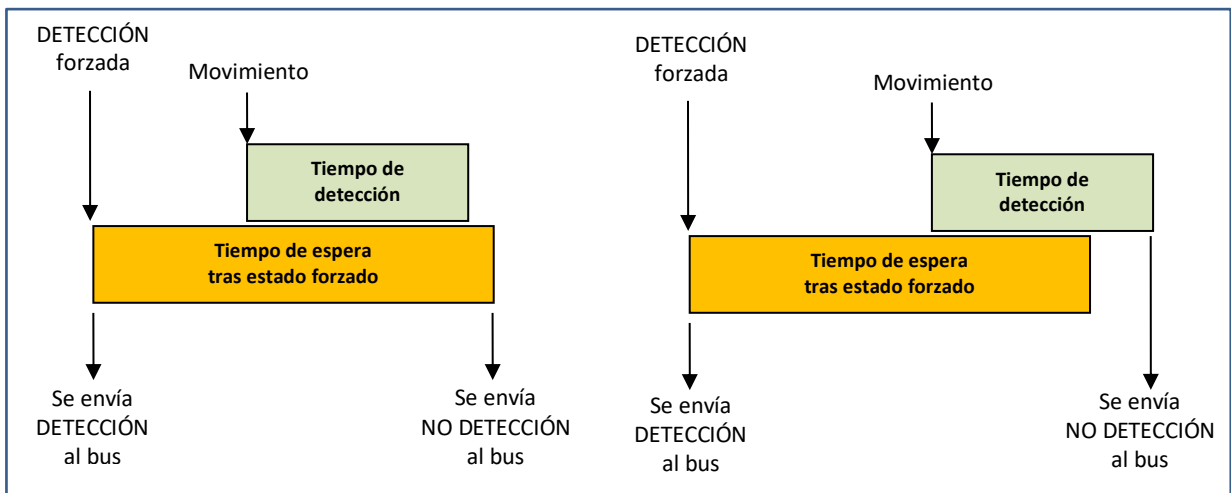 DETECCIÓN
forzada
Movimiento
Tiempo de
detección
Tiempo de espera
tras estado forzado
Se envía
DETECCIÓN
al bus
Se envía
NO DETECCIÓN
al bus
DETECCIÓN
forzada
Movimiento
Tiempo de
detección
Tiempo de espera
tras estado forzado
Se envía
DETECCIÓN
al bus
Se envía
NO DETECCIÓN
al bus